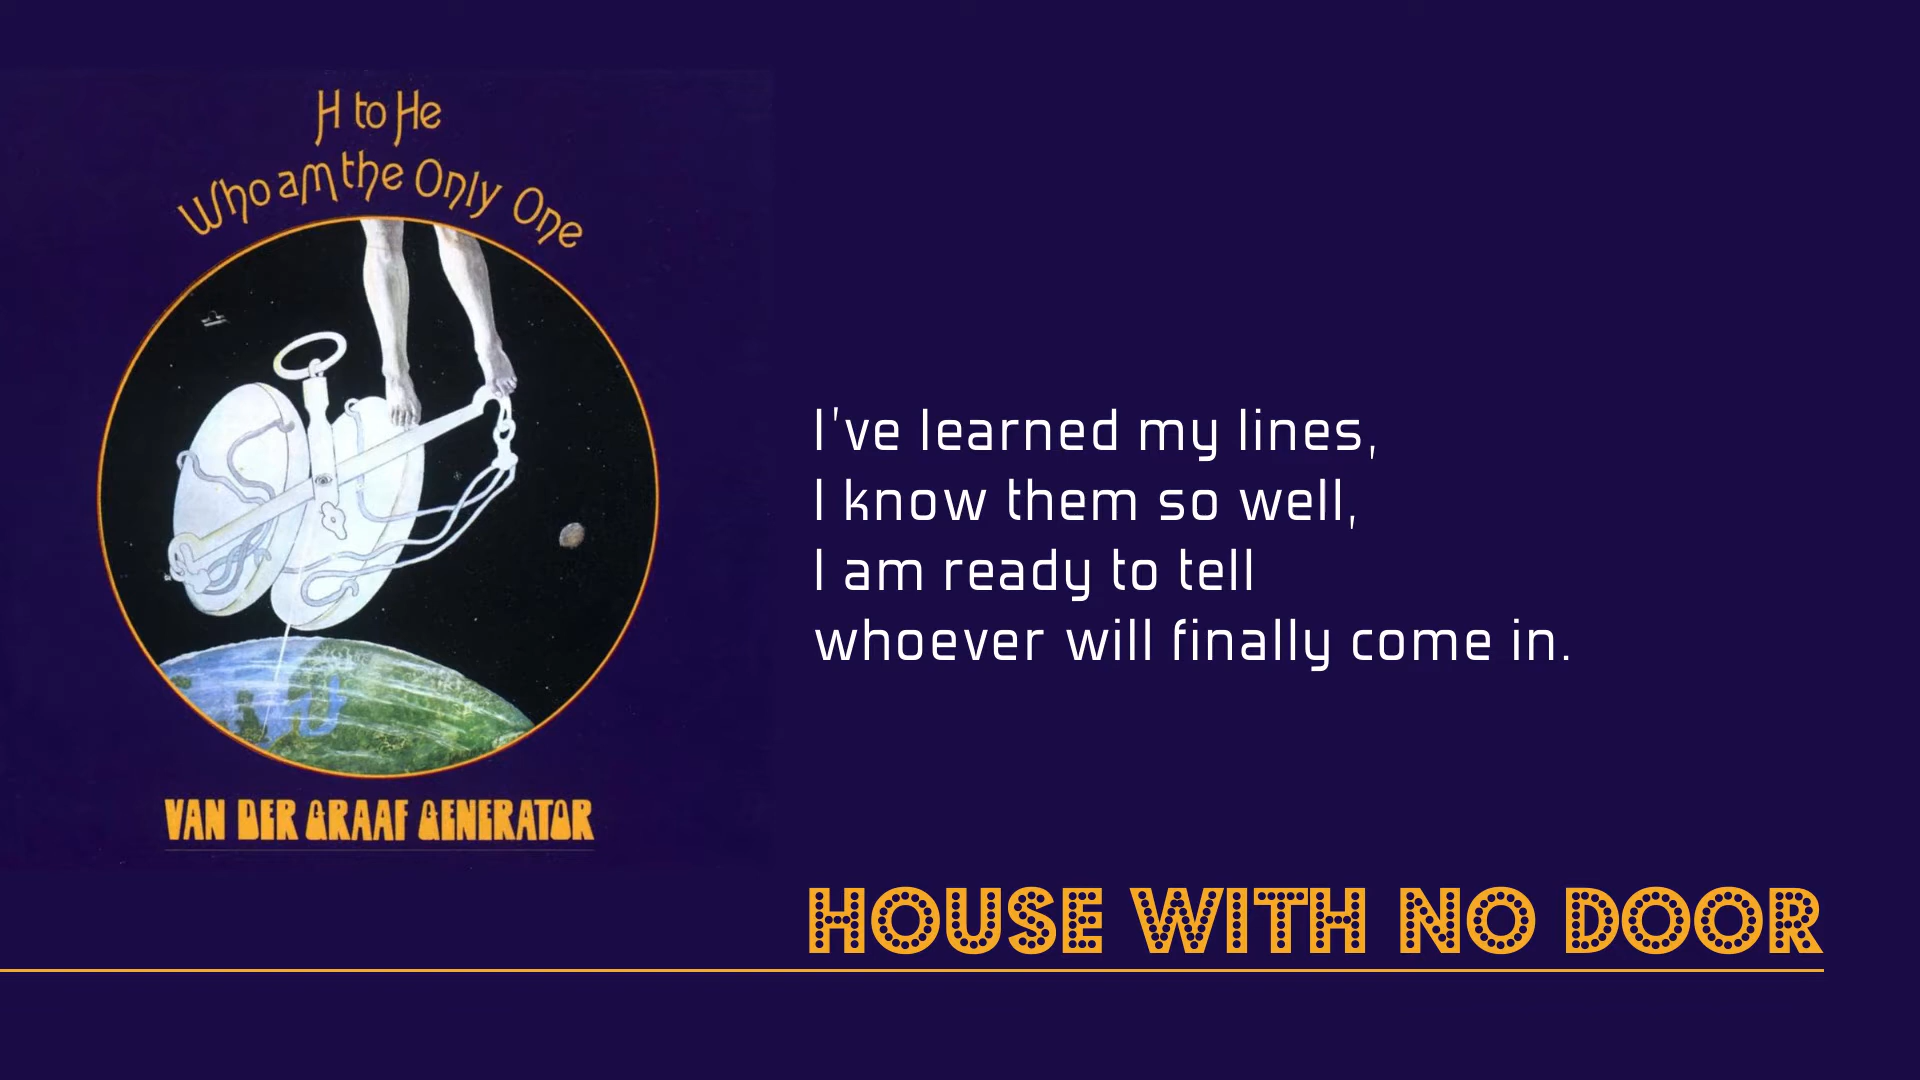 H to He
Who am the Only One
VAN DER GRAAF GENERATOR
I've learned my lines,
I know them so well,
I am ready to tell
whoever will finally come in.
HOUSE WITH NO DOOR